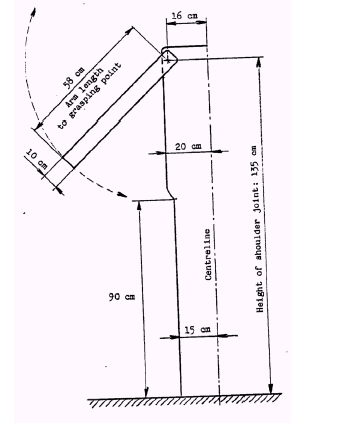 16 cm
58 cm
Arm length
to grasping point
10 cm
20 cm
Height of shoulder joint: 135 cm
Centreline
90 cm
15 cm